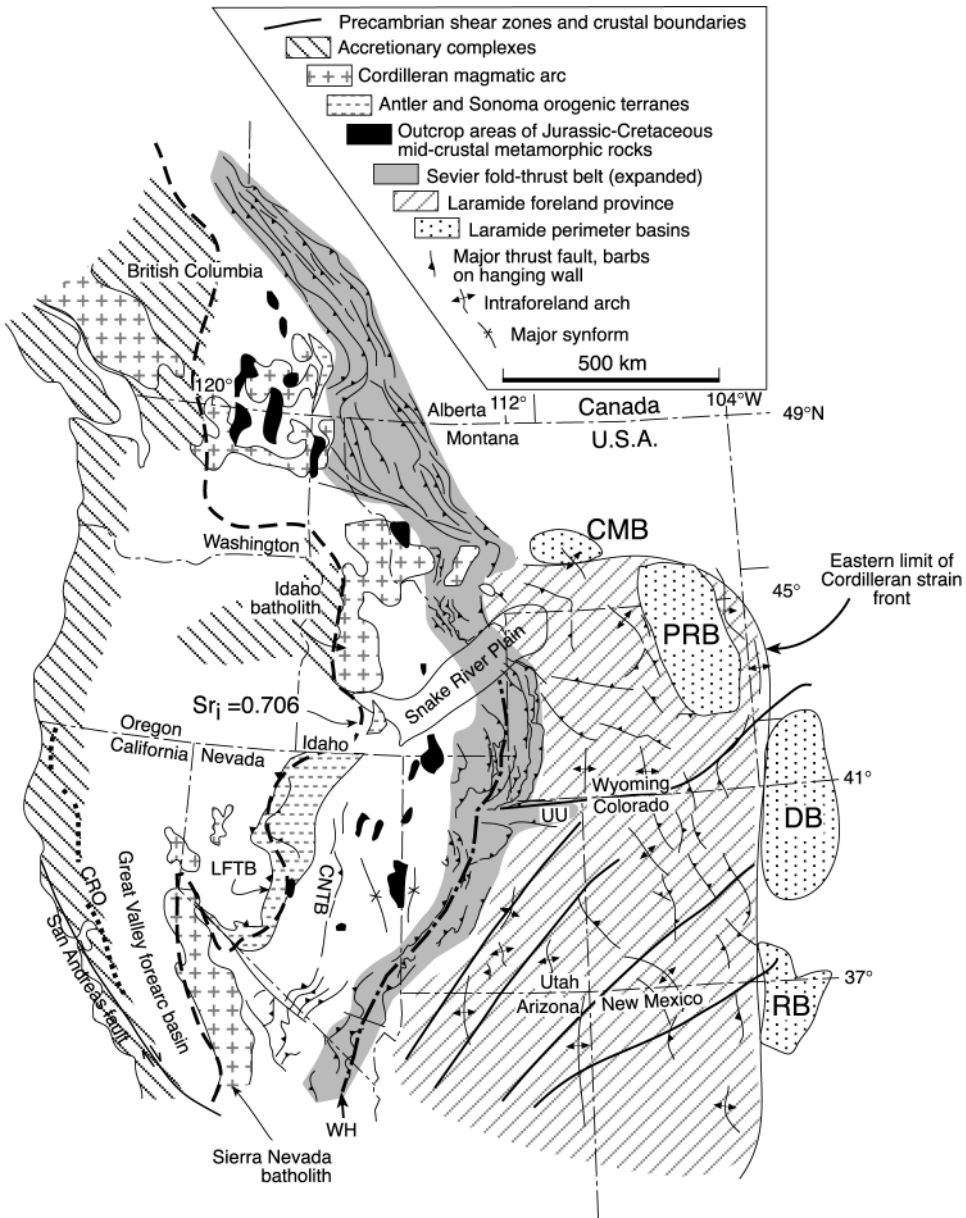 Precambrian shear zones and crustal boundaries
Accretionary complexes
Cordilleran magmatic arc
Antler and Sonoma orogenic terranes
Outcrop areas of Jurassic-Cretaceous
mid-crustal metamorphic rocks
Sevier fold-thrust belt (expanded)
Laramide foreland province
Laramide perimeter basins
Major thrust fault, barbs
on hanging wall
Intraforeland arch
Major synform
500 km
British Columbia
120°
Alberta
112°
Canada
104°W
49°N
Montana
U.S.A.
Washington
CMB
Idaho
batholith
Eastern limit of
Cordilleran strain
front
45°
PRB
Snake River Plain
Sri =0.706
Oregon
California
Nevada
Idaho
Wyoming
Colorado
41°
UU
DB
LFTB
CNTB
CRO
Great Valley forearc basin
San Andreas fault
Utah
Arizona
New Mexico
37°
RB
WH
Sierra Nevada
batholith